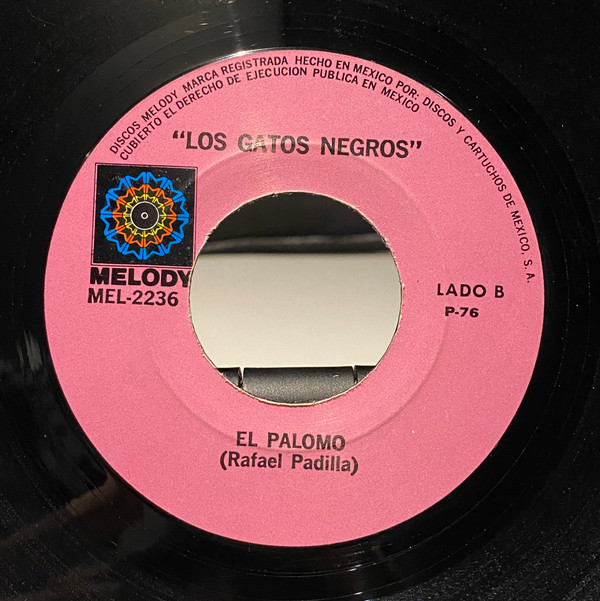 DISCOS MELODY MARCA REGISTRADA HECHO EN MEXICO POR: DISCOS Y CARTUCHOS DE MEXICO, S. A.
CUBIERTO EL DERECHO DE EJECUCION PUBLICA EN MEXICO
"LOS GATOS NEGROS"
MELODY
MEL-2236
LADO B
P-76
EL PALOMO
(Rafael Padilla)